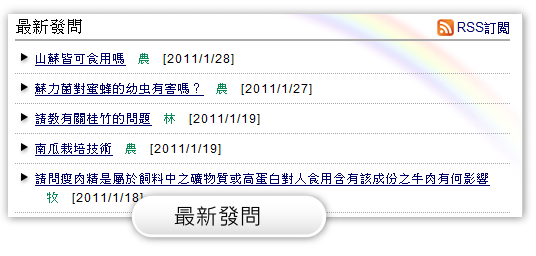 最新發問 RSS訂閱
山蘇皆可食用嗎 農 [2011/1/28]
蘇力菌對蜜蜂的幼虫有害嗎? 農 [2011/1/27]
請教有關桂竹的問題 林 [2011/1/19]
南瓜栽培技術 農 [2011/1/19]
請問瘦肉精是屬於飼料中之礦物質或高蛋白對人食用含有該成份之牛肉有何影響
牧 [2011/1/18]
最新發問